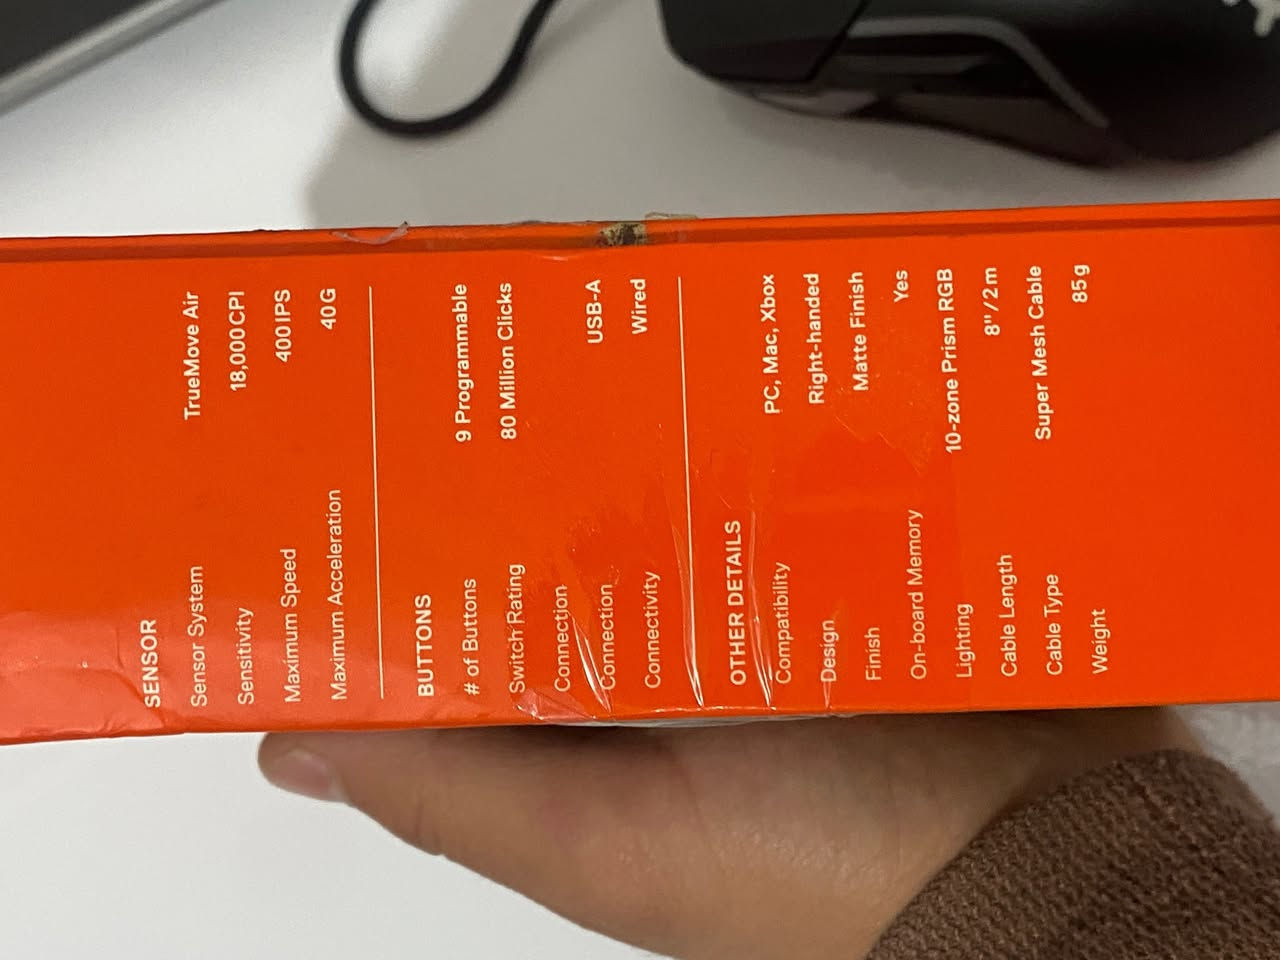 SENSOR
Sensor System TrueMove Air
Sensitivity 18,000CPI
Maximum Speed 400IPS
Maximum Acceleration 40G
BUTTONS
# of Buttons 9 Programmable
Switch Rating 80 Million Clicks
Connection
Connection USB-A
Connectivity Wired
OTHER DETAILS
Compatibility PC, Mac, Xbox
Design Right-handed
Finish Matte Finish
On-board Memory Yes
Lighting 10-zone Prism RGB
Cable Length 8"/2m
Cable Type Super Mesh Cable
Weight 85g